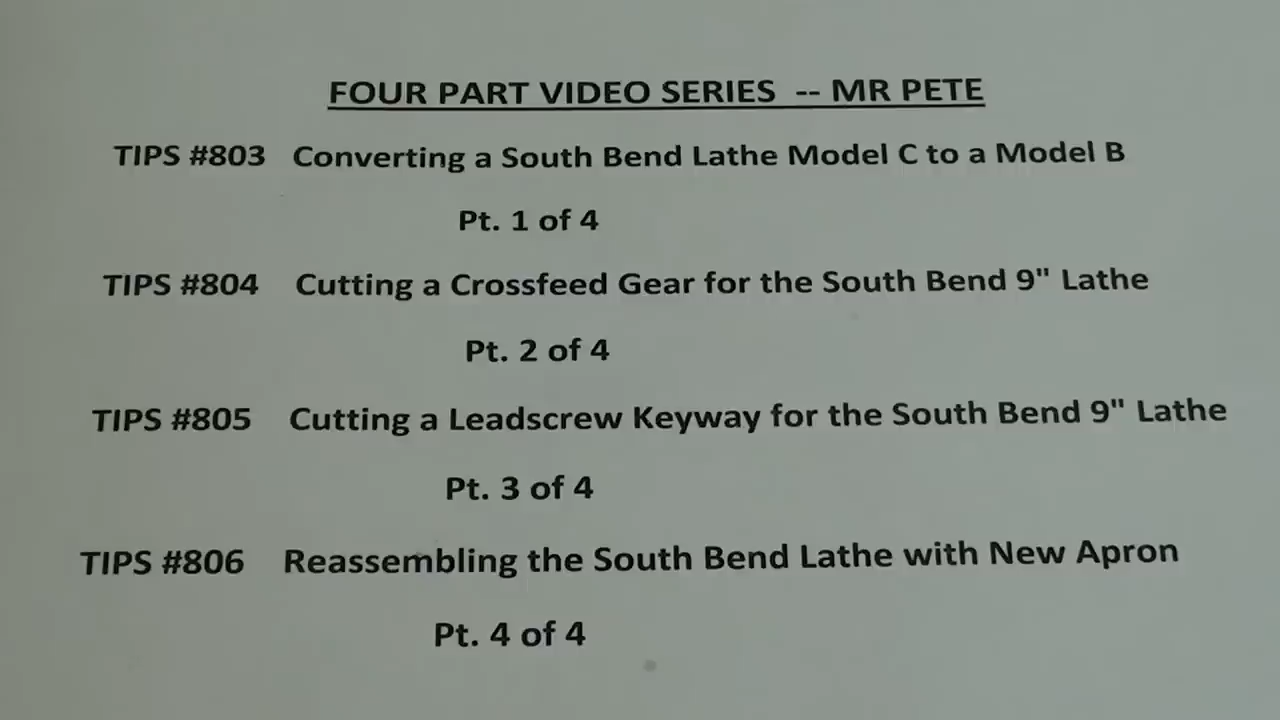 FOUR PART VIDEO SERIES -- MR PETE
TIPS #803 Converting a South Bend Lathe Model C to a Model B
Pt. 1 of 4
TIPS #804 Cutting a Crossfeed Gear for the South Bend 9" Lathe
Pt. 2 of 4
TIPS #805 Cutting a Leadscrew Keyway for the South Bend 9" Lathe
Pt. 3 of 4
TIPS #806 Reassembling the South Bend Lathe with New Apron
Pt. 4 of 4